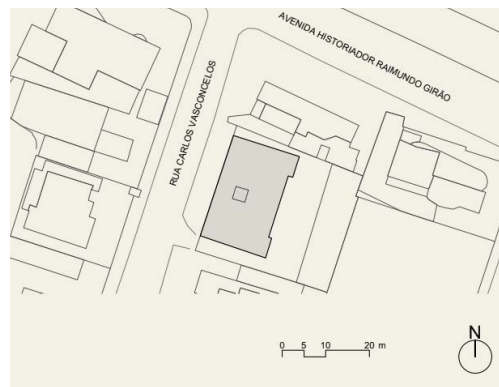 AVENIDA HISTORIADOR RAIMUNDO GIRÃO
RUA CARLOS VASCONCELOS
0 5 10 20 m
N